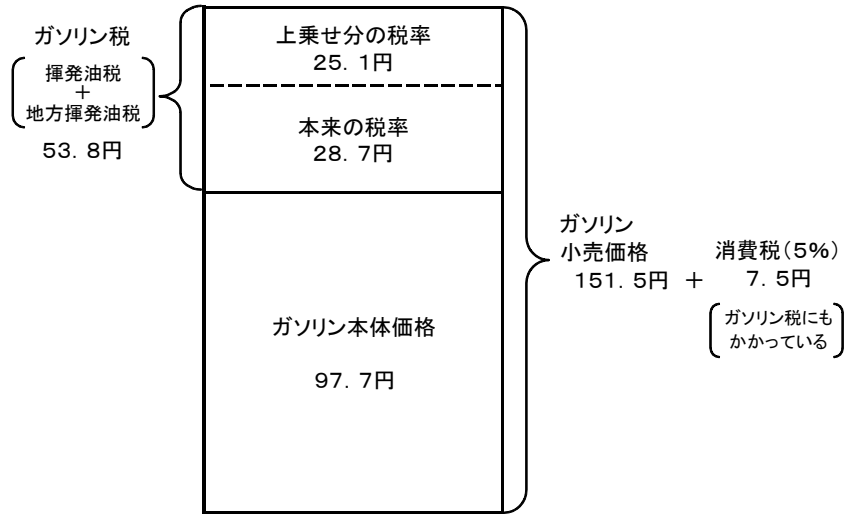 ガソリン税
揮発油税
＋
地方揮発油税
53．8円
上乗せ分の税率
25．1円
本来の税率
28．7円
ガソリン本体価格
97．7円
ガソリン
小売価格
151．5円 ＋
消費税（5％）
7．5円
ガソリン税にも
かかっている